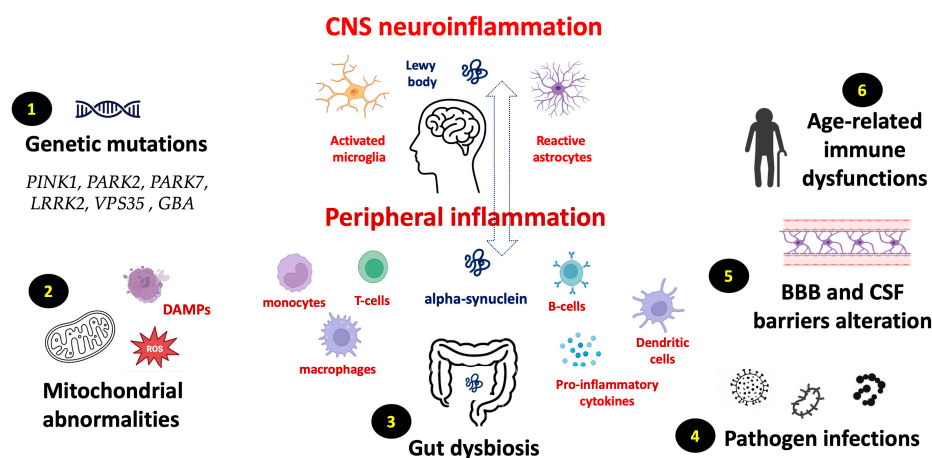 CNS neuroinflammation
Lewy
body
Activated
microglia
Reactive
astrocytes
1
Genetic mutations
PINK1, PARK2, PARK7,
LRRK2, VPS35 , GBA
6
Age-related
immune
dysfunctions
Peripheral inflammation
monocytes
T-cells
alpha-synuclein
B-cells
macrophages
Dendritic
cells
Pro-inflammatory
cytokines
2
DAMPs
ROS
Mitochondrial
abnormalities
3
Gut dysbiosis
5
BBB and CSF
barriers alteration
4
Pathogen infections